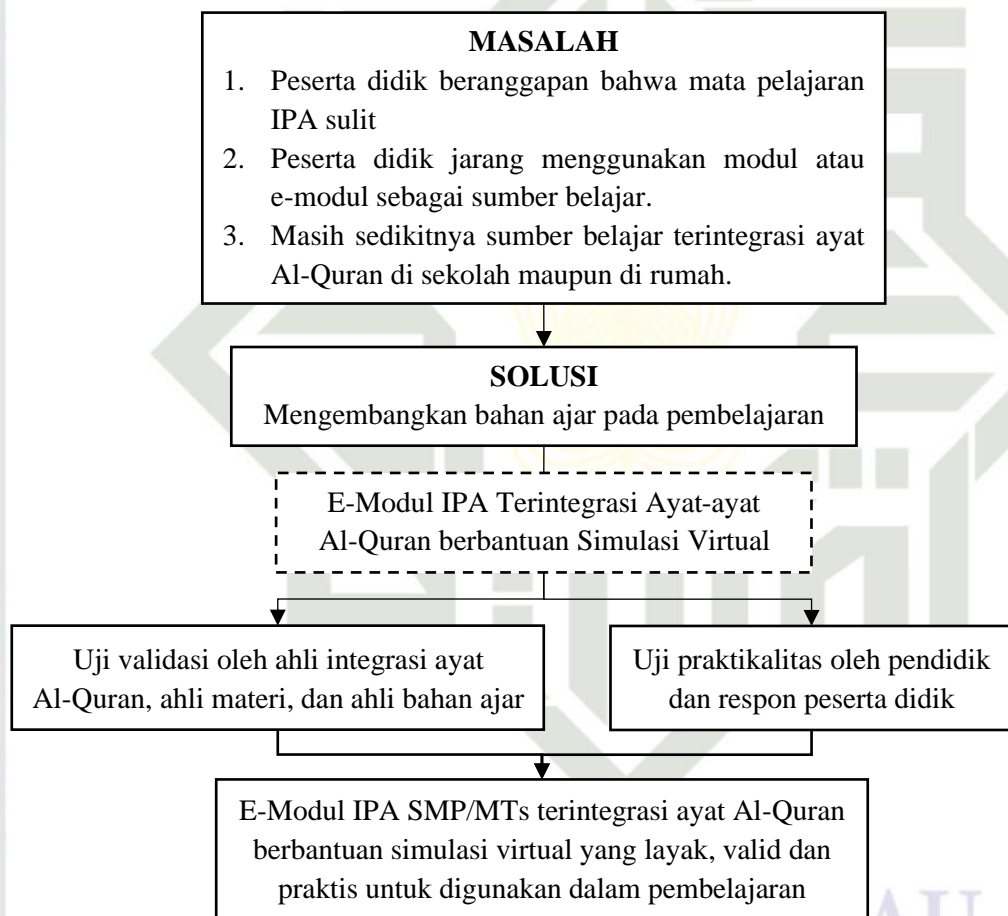 MASALAH
1. Peserta didik beranggapan bahwa mata pelajaran
IPA sulit
2. Peserta didik jarang menggunakan modul atau
e-modul sebagai sumber belajar.
3. Masih sedikitnya sumber belajar terintegrasi ayat
Al-Quran di sekolah maupun di rumah.
SOLUSI
Mengembangkan bahan ajar pada pembelajaran
E-Modul IPA Terintegrasi Ayat-ayat
Al-Quran berbantuan Simulasi Virtual
Uji validasi oleh ahli integrasi ayat
Al-Quran, ahli materi, dan ahli bahan ajar
Uji praktikalitas oleh pendidik
dan respon peserta didik
E-Modul IPA SMP/MTs terintegrasi ayat Al-Quran
berbantuan simulasi virtual yang layak, valid dan
praktis untuk digunakan dalam pembelajaran